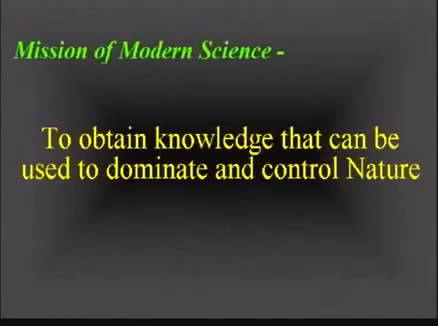 Mission of Modern Science -
To obtain knowledge that can be
used to dominate and control Nature